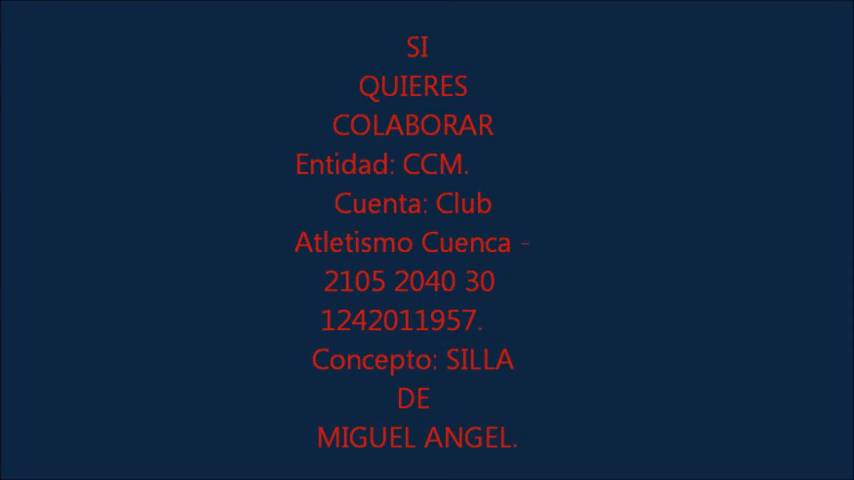 SI
QUIERES
COLABORAR
Entidad: CCM.
Cuenta: Club
Atletismo Cuenca -
2105 2040 30
1242011957.
Concepto: SILLA
DE
MIGUEL ANGEL.